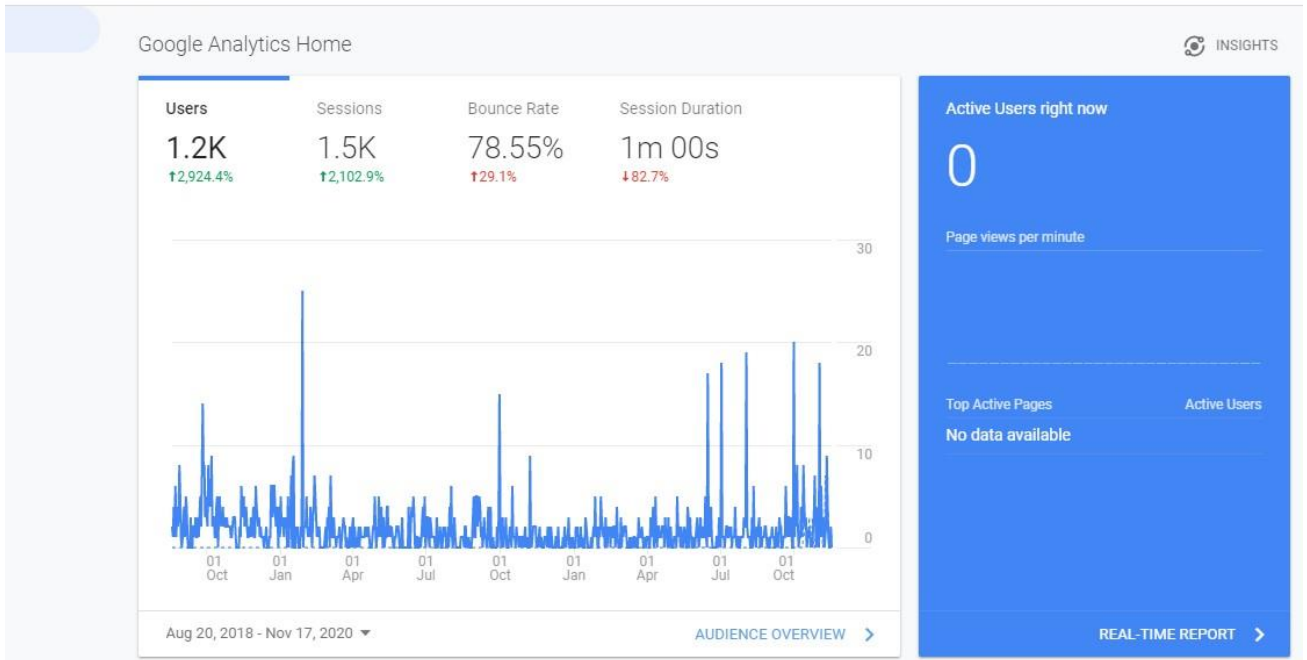 Google Analytics Home
INSIGHTS
Users Sessions Bounce Rate Session Duration
1.2K 1.5K 78.55% 1m 00s
↑2,924.4% ↑2,102.9% ↑29.1% ↓82.7%
30
20
10
0
01 01 01 01 01 01 01 01 01
Oct Jan Apr Jul Oct Jan Apr Jul Oct
Aug 20, 2018 - Nov 17, 2020
AUDIENCE OVERVIEW
Active Users right now
0
Page views per minute
Top Active Pages Active Users
No data available
REAL-TIME REPORT